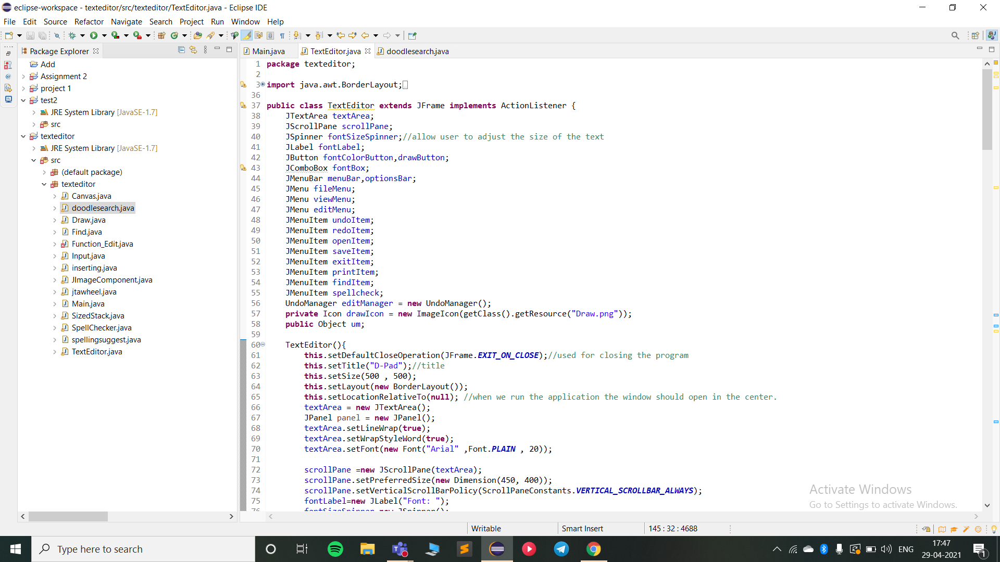 eclipse-workspace - texteditor/src/texteditor/TextEditor.java - Eclipse IDE
File Edit Source Refactor Navigate Search Project Run Window Help
Package Explorer
Add
Assignment 2
project 1
test2
JRE System Library [JavaSE-1.7]
src
texteditor
JRE System Library [JavaSE-1.7]
src
(default package)
texteditor
Canvas.java
doodlesearch.java
Draw.java
Find.java
Function_Edit.java
Input.java
inserting.java
JImageComponent.java
jtawheel.java
Main.java
SizedStack.java
SpellChecker.java
spellingsuggest.java
TextEditor.java
Main.java TextEditor.java doodlesearch.java
1 package texteditor;
2
3 import java.awt.BorderLayout;
36
37 public class TextEditor extends JFrame implements ActionListener {
38 JTextArea textArea;
39 JScrollPane scrollPane;
40 JSpinner fontSizeSpinner;//allow user to adjust the size of the text
41 JLabel fontLabel;
42 JButton fontColorButton,drawButton;
43 JComboBox fontBox;
44 JMenuBar menuBar,optionsBar;
45 JMenu fileMenu;
46 JMenu viewMenu;
47 JMenu editMenu;
48 JMenuItem undoItem;
49 JMenuItem redoItem;
50 JMenuItem openItem;
51 JMenuItem saveItem;
52 JMenuItem exitItem;
53 JMenuItem printItem;
54 JMenuItem findItem;
55 JMenuItem spellcheck;
56 UndoManager editManager = new UndoManager();
57 private Icon drawIcon = new ImageIcon(getClass().getResource("Draw.png"));
58 public Object um;
59
60 TextEditor(){
61 this.setDefaultCloseOperation(JFrame.EXIT_ON_CLOSE);//used for closing the program
62 this.setTitle("D-Pad");//title
63 this.setSize(500 , 500);
64 this.setLayout(new BorderLayout());
65 this.setLocationRelativeTo(null); //when we run the application the window should open in the center.
66 textArea = new JTextArea();
67 JPanel panel = new JPanel();
68 textArea.setLineWrap(true);
69 textArea.setWrapStyleWord(true);
70 textArea.setFont(new Font("Arial" ,Font.PLAIN , 20));
71
72 scrollPane =new JScrollPane(textArea);
73 scrollPane.setPreferredSize(new Dimension(450, 400));
74 scrollPane.setVerticalScrollBarPolicy(ScrollPaneConstants.VERTICAL_SCROLLBAR_ALWAYS);
75 fontLabel=new JLabel("Font: ");
76 fontSizeSpinner=new JSpinner();
Activate Windows
Go to Settings to activate Windows.
Writable Smart Insert 145 : 32 : 4688
Type here to search
ENG
17:47
29-04-2021
1